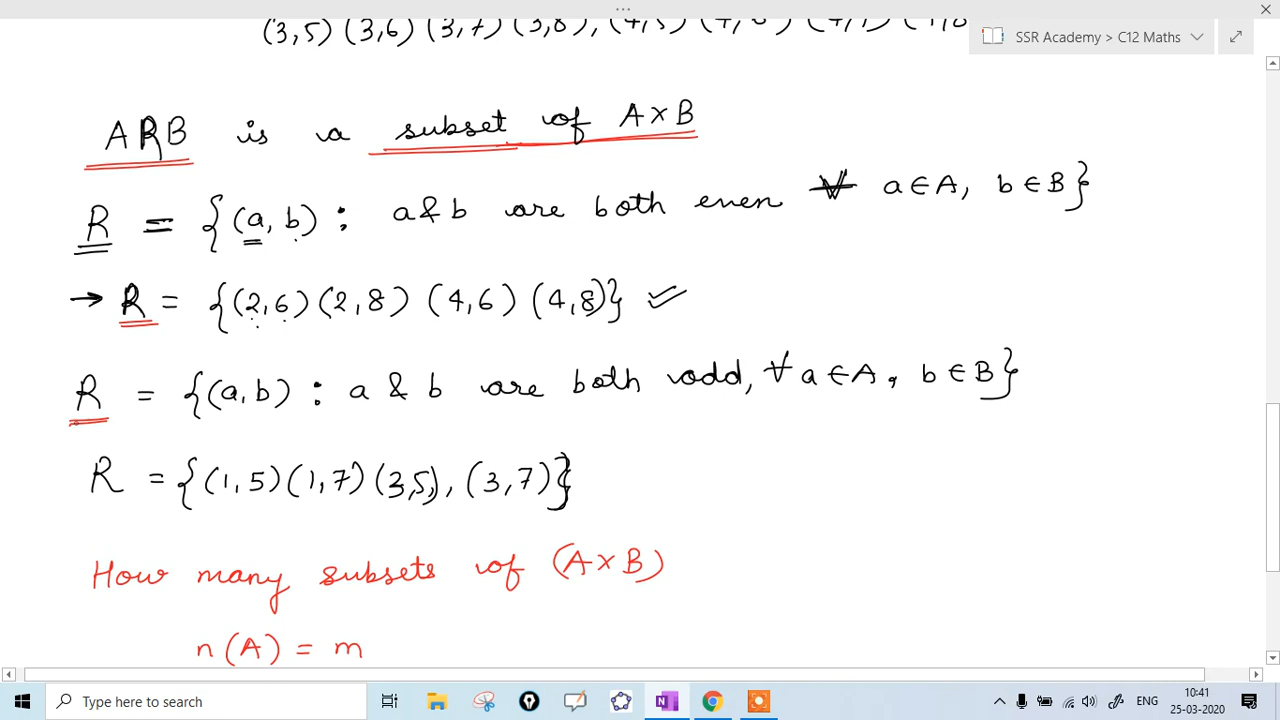 (3,5) (3,6) (3,7) (3,8), (4,5)
SSR Academy > C12 Maths
ARB is a subset of A×B
R = {(a, b) : a & b are both even ∀ a ∈ A, b ∈ B}
→ R = {(2,6) (2,8) (4,6) (4,8)} ✓
R = {(a,b) : a & b are both odd, ∀ a ∈ A, b ∈ B}
R = {(1,5) (1,7) (3,5), (3,7)}
How many subsets of (A×B)
n(A) = m
Type here to search
ENG
10:41
25-03-2020